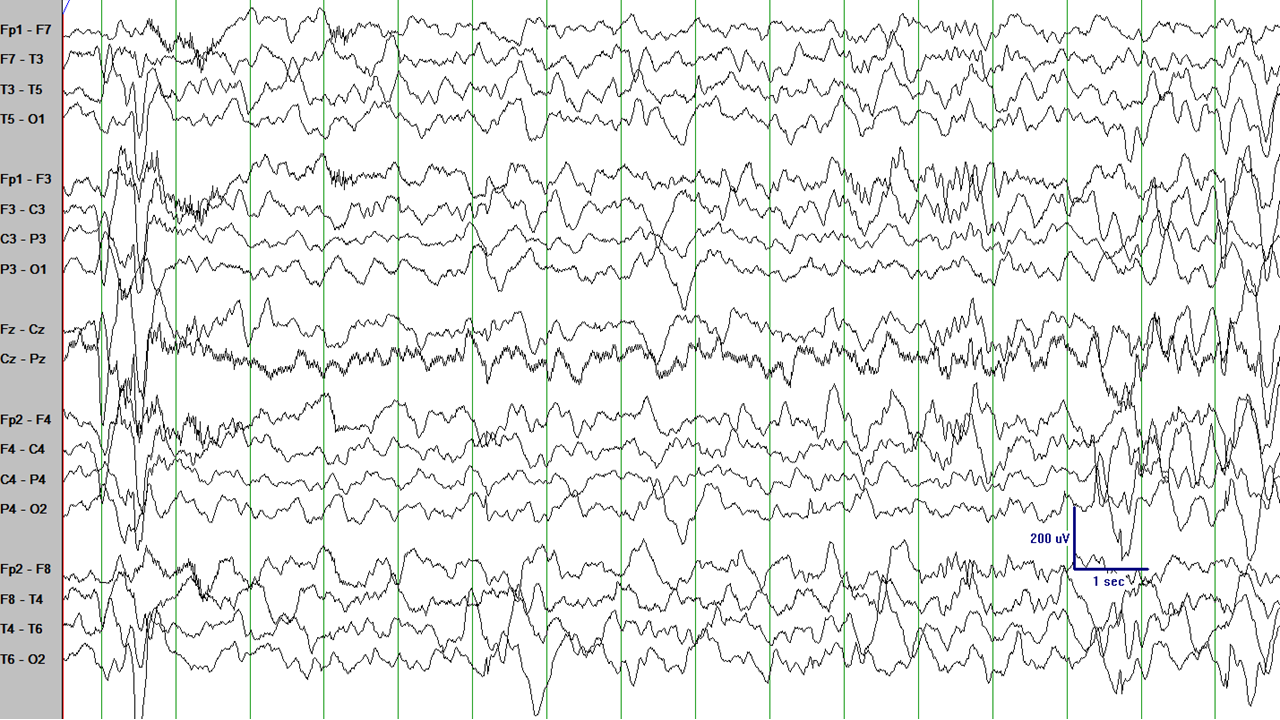 Fp1 - F7
F7 - T3
T3 - T5
T5 - O1
Fp1 - F3
F3 - C3
C3 - P3
P3 - O1
Fz - Cz
Cz - Pz
Fp2 - F4
F4 - C4
C4 - P4
P4 - O2
200 uV
Fp2 - F8
1 sec
F8 - T4
T4 - T6
T6 - O2